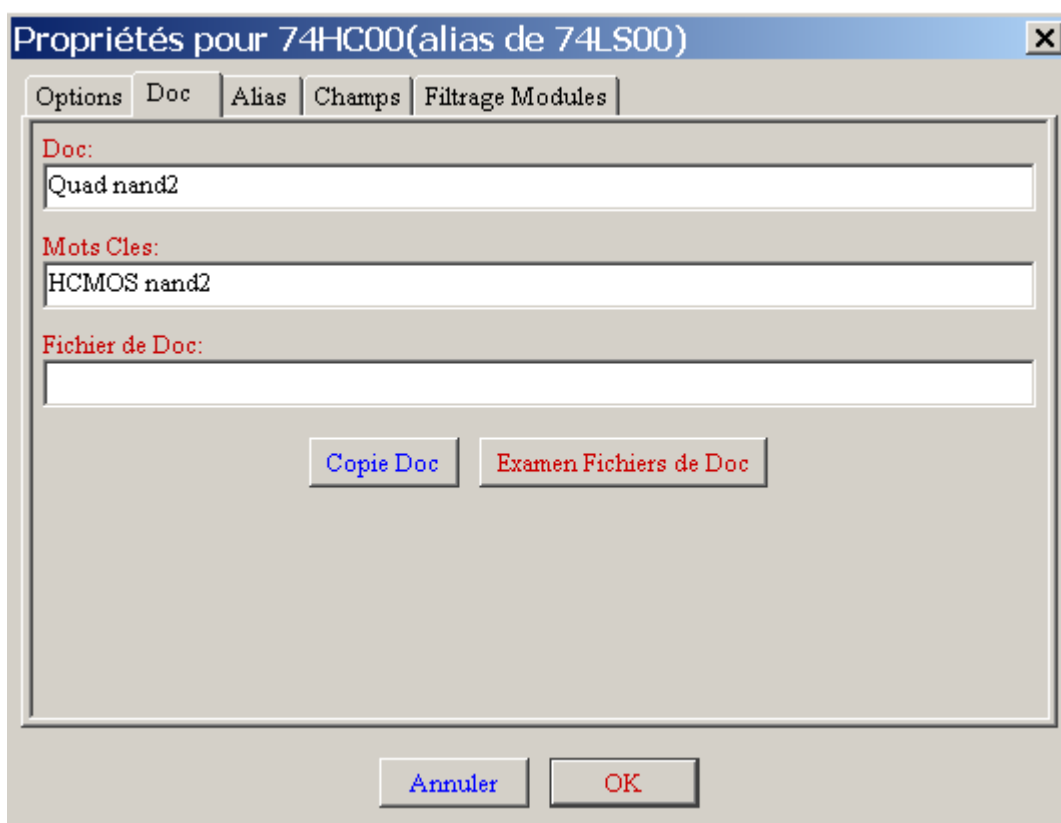 Propriétés pour 74HC00(alias de 74LS00)
Options Doc Alias Champs Filtrage Modules
Doc:
Quad nand2
Mots Cles:
HCMOS nand2
Fichier de Doc:
Copie Doc Examen Fichiers de Doc
Annuler OK